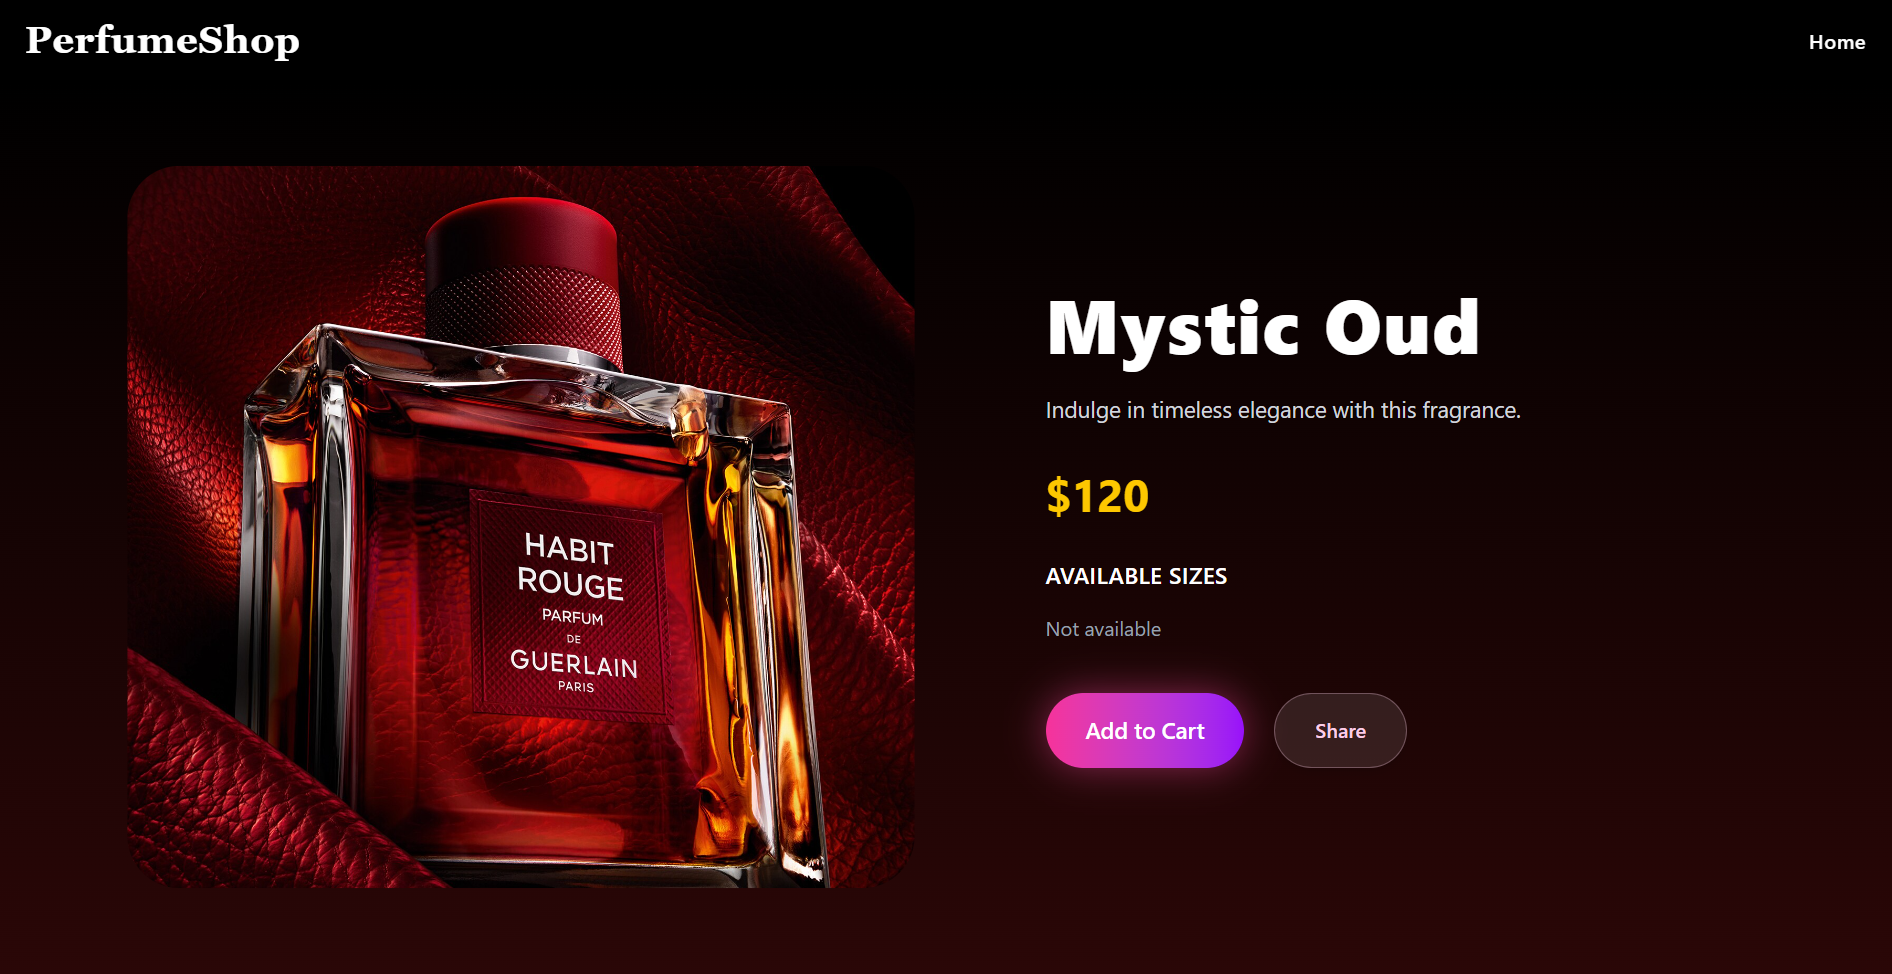 PerfumeShop
Home
HABIT
ROUGE
PARFUM
DE
GUERLAIN
PARIS
Mystic Oud
Indulge in timeless elegance with this fragrance.
$120
AVAILABLE SIZES
Not available
Add to Cart
Share